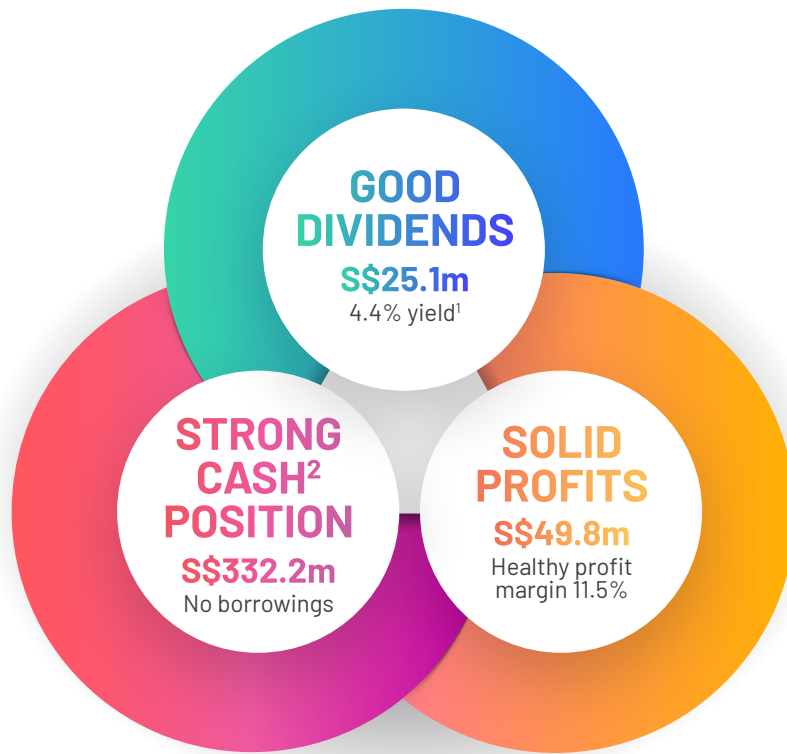 GOOD
DIVIDENDS
S$25.1m
4.4% yield¹
STRONG
CASH²
POSITION
S$332.2m
No borrowings
SOLID
PROFITS
S$49.8m
Healthy profit
margin 11.5%